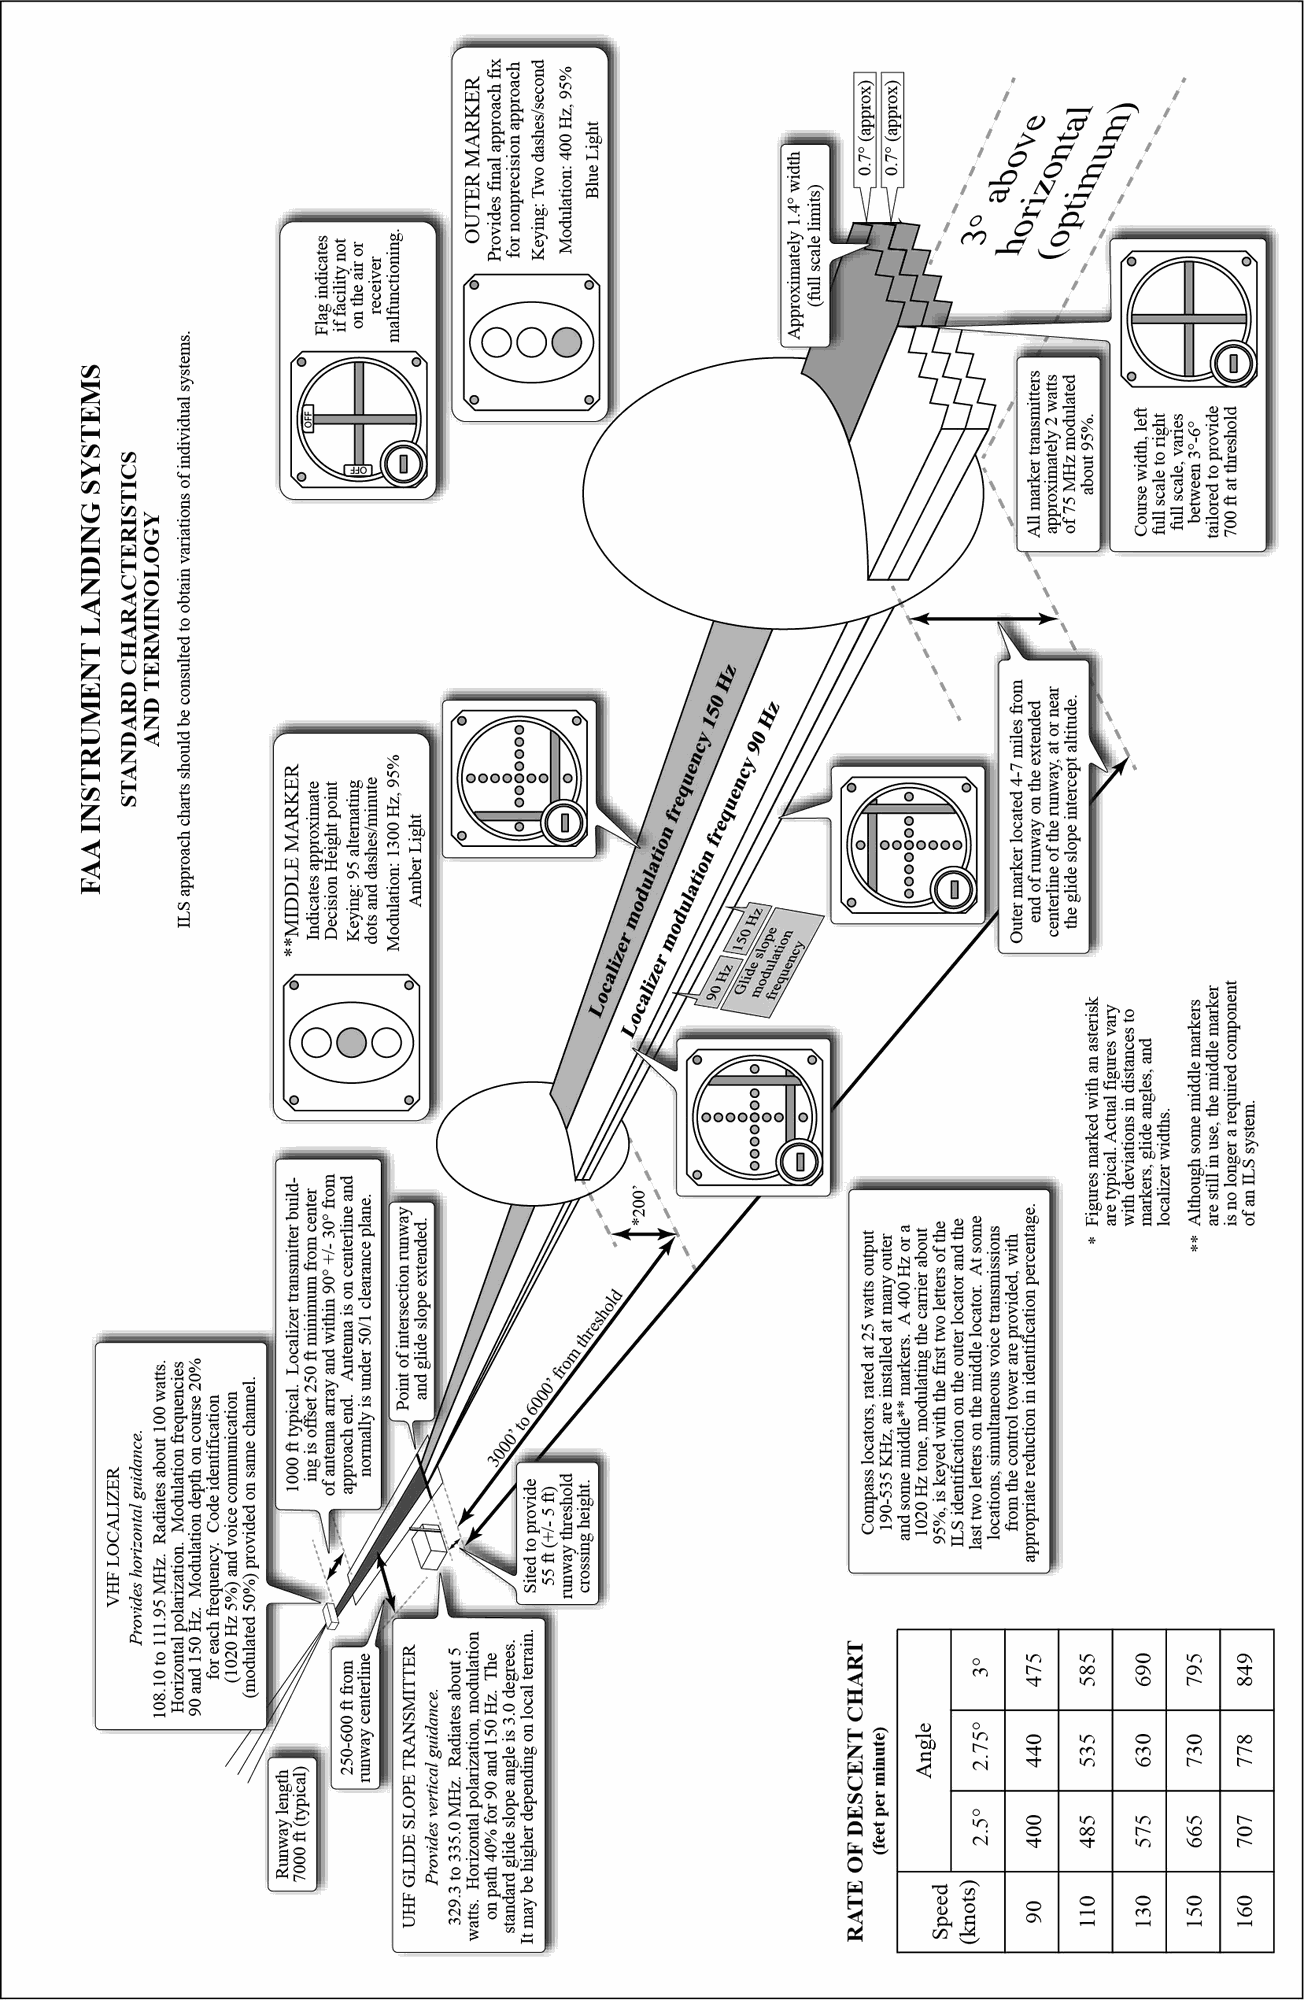 FAA INSTRUMENT LANDING SYSTEMS
STANDARD CHARACTERISTICS
AND TERMINOLOGY
ILS approach charts should be consulted to obtain variations of individual systems.
VHF LOCALIZER
Provides horizontal guidance.
108.10 to 111.95 MHz. Radiates about 100 watts.
Horizontal polarization. Modulation frequencies
90 and 150 Hz. Modulation depth on course 20%
for each frequency. Code identification
(1020 Hz 5%) and voice communication
(modulated 50%) provided on same channel.
1000 ft typical. Localizer transmitter build-
ing is offset 250 ft minimum from center
of antenna array and within 90° +/- 30° from
approach end. Antenna is on centerline and
normally is under 50/1 clearance plane.
Point of intersection runway
and glide slope extended.
**MIDDLE MARKER
Indicates approximate
Decision Height point
Keying: 95 alternating
dots and dashes/minute
Modulation: 1300 Hz, 95%
Amber Light
OFF
OFF
Flag indicates
if facility not
on the air or
receiver
malfunctioning.
OUTER MARKER
Provides final approach fix
for nonprecision approach
Keying: Two dashes/second
Modulation: 400 Hz, 95%
Blue Light
Runway length
7000 ft (typical)
250-600 ft from
runway centerline
UHF GLIDE SLOPE TRANSMITTER
Provides vertical guidance.
329.3 to 335.0 MHz. Radiates about 5
watts. Horizontal polarization, modulation
on path 40% for 90 and 150 Hz. The
standard glide slope angle is 3.0 degrees.
It may be higher depending on local terrain.
Sited to provide
55 ft (+/- 5 ft)
runway threshold
crossing height.
3000' to 6000' from threshold
*200'
Localizer modulation frequency 150 Hz
Localizer modulation frequency 90 Hz
90 Hz
150 Hz
Glide slope
modulation
frequency
Approximately 1.4° width
(full scale limits)
0.7° (approx)
0.7° (approx)
3° above
horizontal
(optimum)
All marker transmitters
approximately 2 watts
of 75 MHz modulated
about 95%.
Course width, left
full scale to right
full scale, varies
between 3°-6°
tailored to provide
700 ft at threshold
Outer marker located 4-7 miles from
end of runway on the extended
centerline of the runway, at or near
the glide slope intercept altitude.
Compass locators, rated at 25 watts output
190-535 KHz, are installed at many outer
and some middle** markers. A 400 Hz or a
1020 Hz tone, modulating the carrier about
95%, is keyed with the first two letters of the
ILS identification on the outer locator and the
last two letters on the middle locator. At some
locations, simultaneous voice transmissions
from the control tower are provided, with
appropriate reduction in identification percentage.
* Figures marked with an asterisk
are typical. Actual figures vary
with deviations in distances to
markers, glide angles, and
localizer widths.
** Although some middle markers
are still in use, the middle marker
is no longer a required component
of an ILS system.
RATE OF DESCENT CHART
(feet per minute)
Speed
(knots)
Angle
2.5° 2.75° 3°
90 400 440 475
110 485 535 585
130 575 630 690
150 665 730 795
160 707 778 849